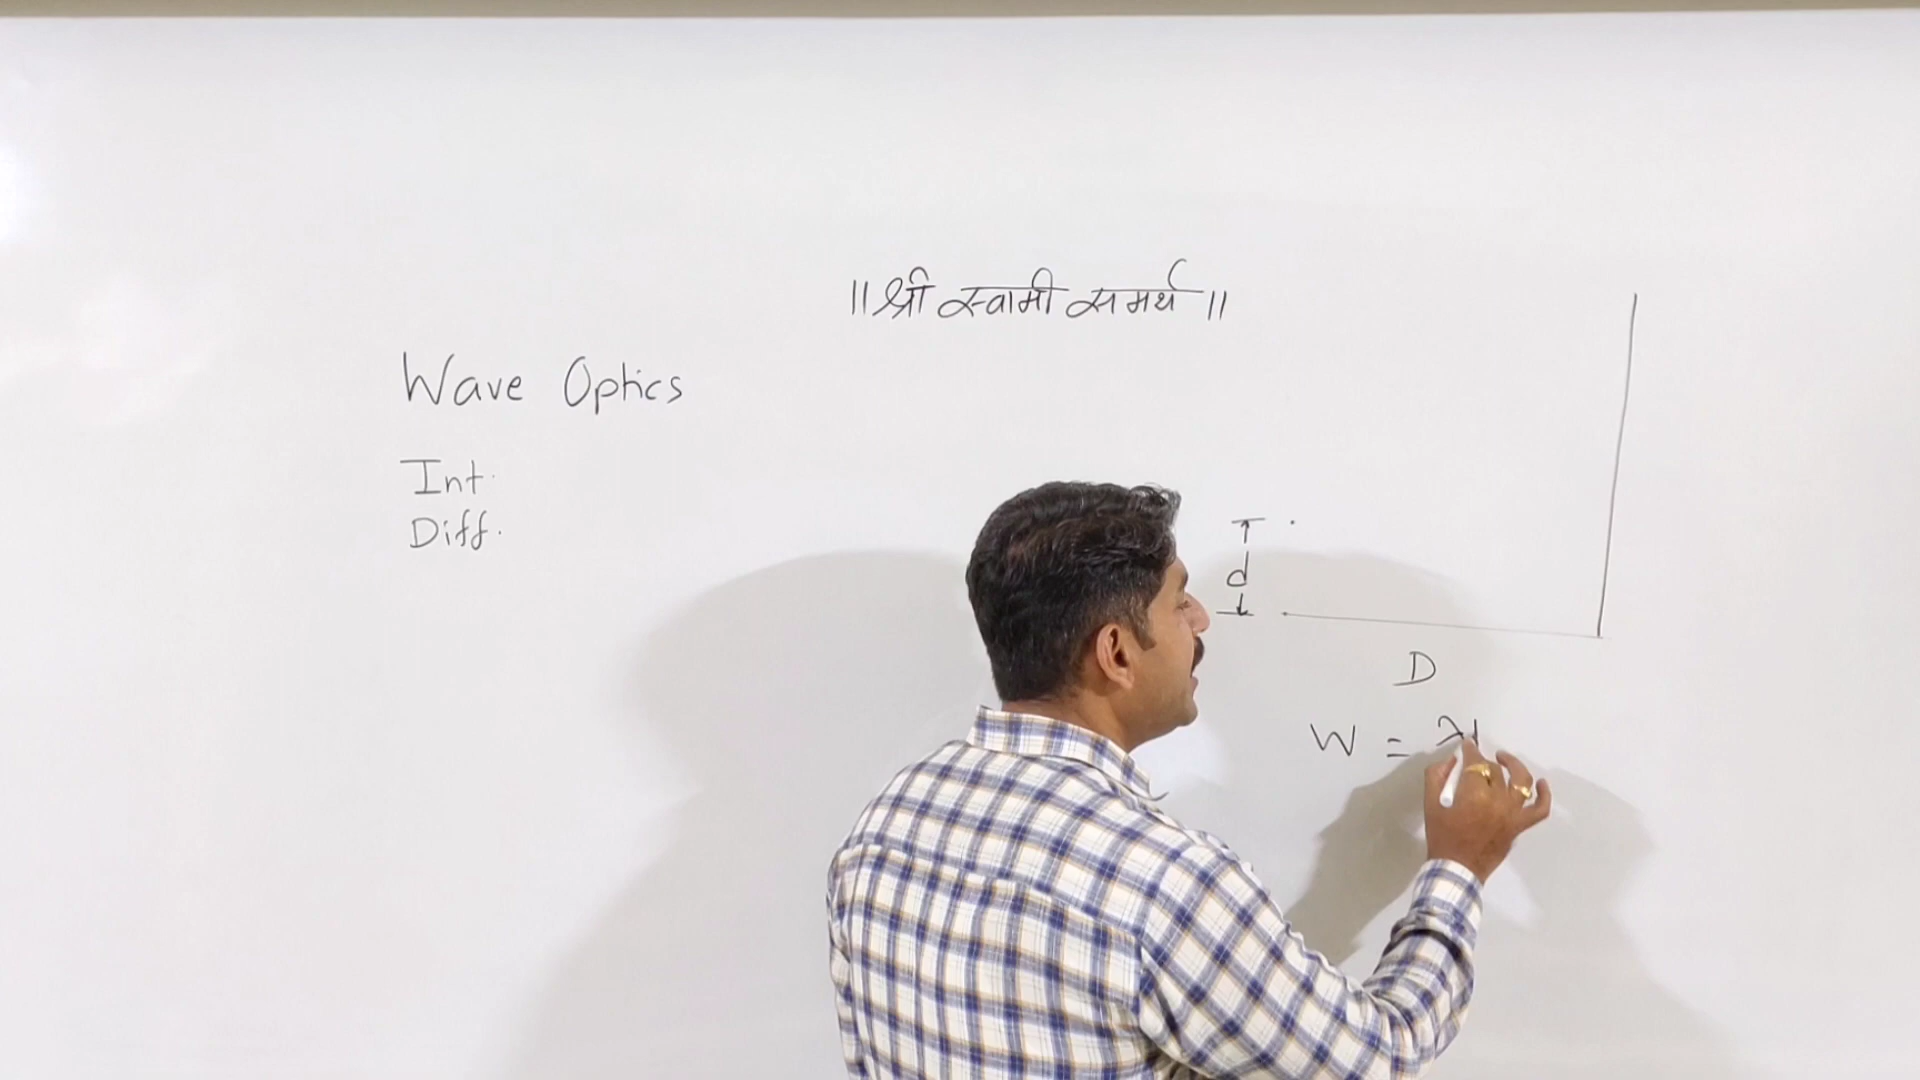 ॥ श्री स्वामी समर्थ ॥
Wave Optics
Int.
Diff.
d
D
W = λ